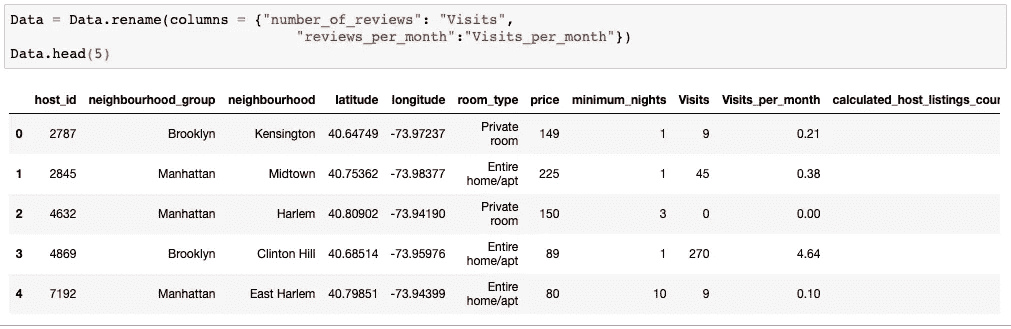 Data = Data.rename(columns = {"number_of_reviews": "Visits",
"reviews_per_month":"Visits_per_month"})
Data.head(5)
host_id neighbourhood_group neighbourhood latitude longitude room_type price minimum_nights Visits Visits_per_month calculated_host_listings_cour
0 2787 Brooklyn Kensington 40.64749 -73.97237 Private room 149 1 9 0.21
1 2845 Manhattan Midtown 40.75362 -73.98377 Entire home/apt 225 1 45 0.38
2 4632 Manhattan Harlem 40.80902 -73.94190 Private room 150 3 0 0.00
3 4869 Brooklyn Clinton Hill 40.68514 -73.95976 Entire home/apt 89 1 270 4.64
4 7192 Manhattan East Harlem 40.79851 -73.94399 Entire home/apt 80 10 9 0.10